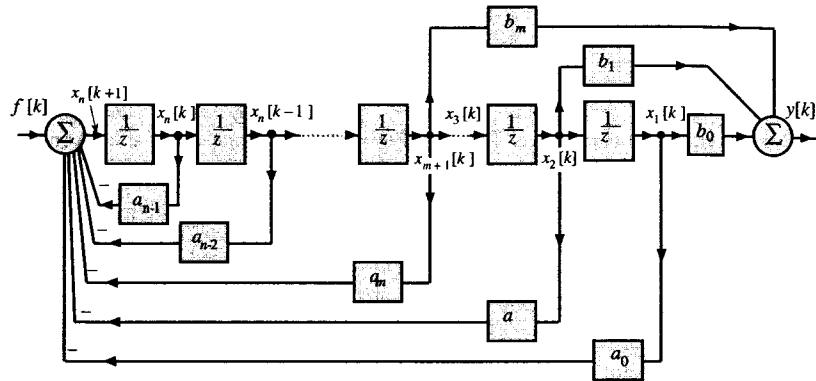 b_m
b_1
f[k]
x_n[k+1]
x_n[k]
x_n[k-1]
x_3[k]
x_1[k]
y[k]
Σ
1/z
1/z
1/z
1/z
1/z
b_0
Σ
x_{m+1}[k]
x_2[k]
−
a_{n-1}
−
a_{n-2}
−
a_m
−
a
−
a_0